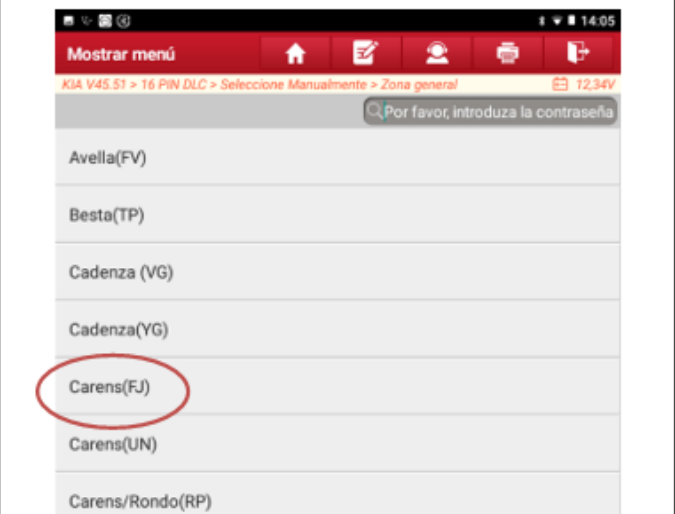 14:05
Mostrar menú
KIA V45.51 > 16 PIN DLC > Seleccione Manualmente > Zona general 12,34V
Por favor, introduza la contraseña
Avella(FV)
Besta(TP)
Cadenza (VG)
Cadenza(YG)
Carens(FJ)
Carens(UN)
Carens/Rondo(RP)